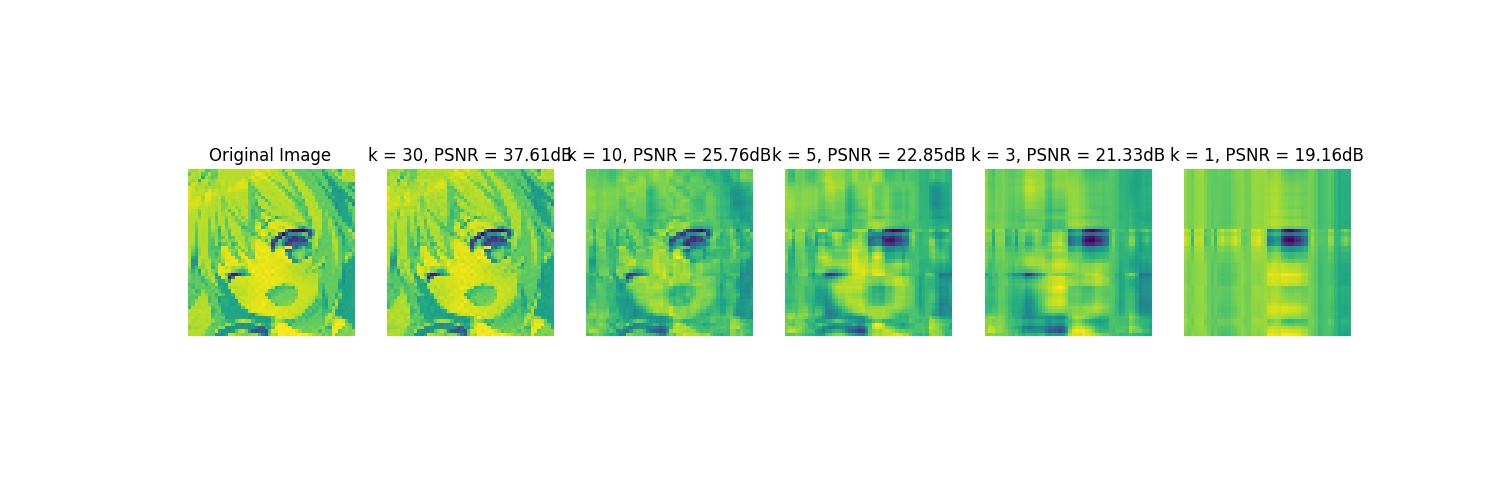 Original Image
k = 30, PSNR = 37.61dB
k = 10, PSNR = 25.76dB
k = 5, PSNR = 22.85dB
k = 3, PSNR = 21.33dB
k = 1, PSNR = 19.16dB